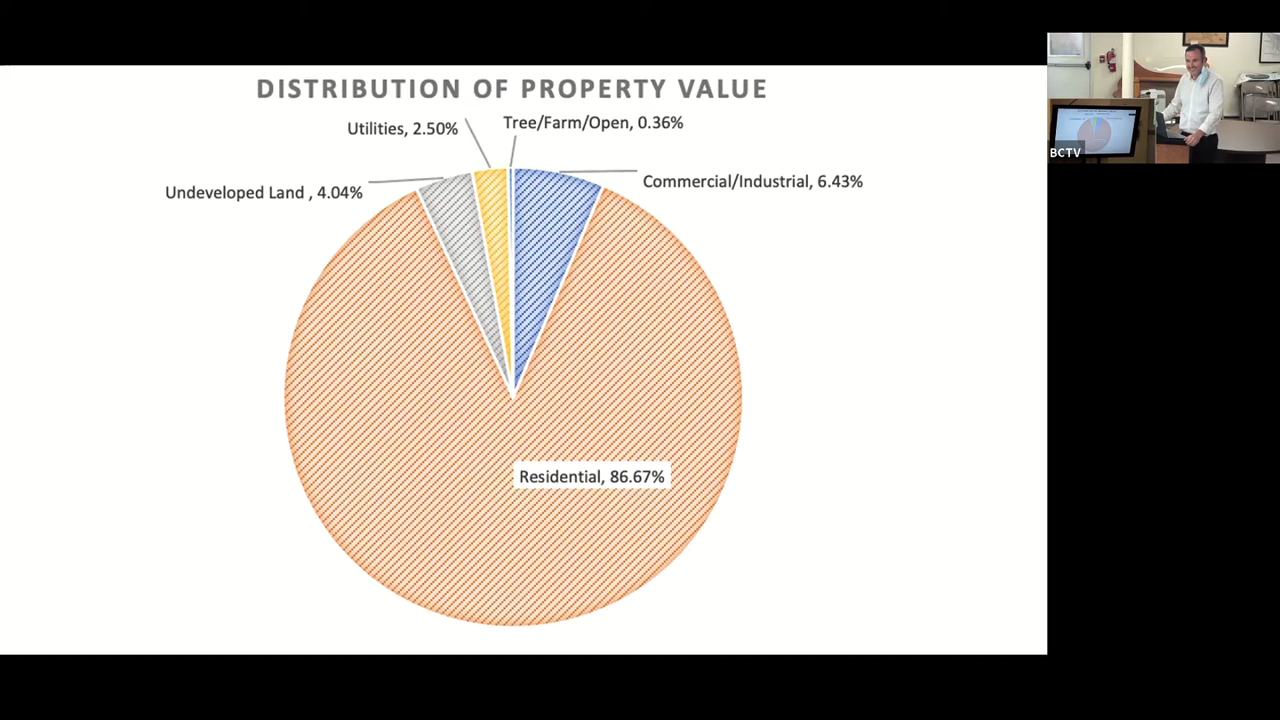 DISTRIBUTION OF PROPERTY VALUE
Utilities, 2.50%
Tree/Farm/Open, 0.36%
Undeveloped Land , 4.04%
Commercial/Industrial, 6.43%
Residential, 86.67%
BCTV